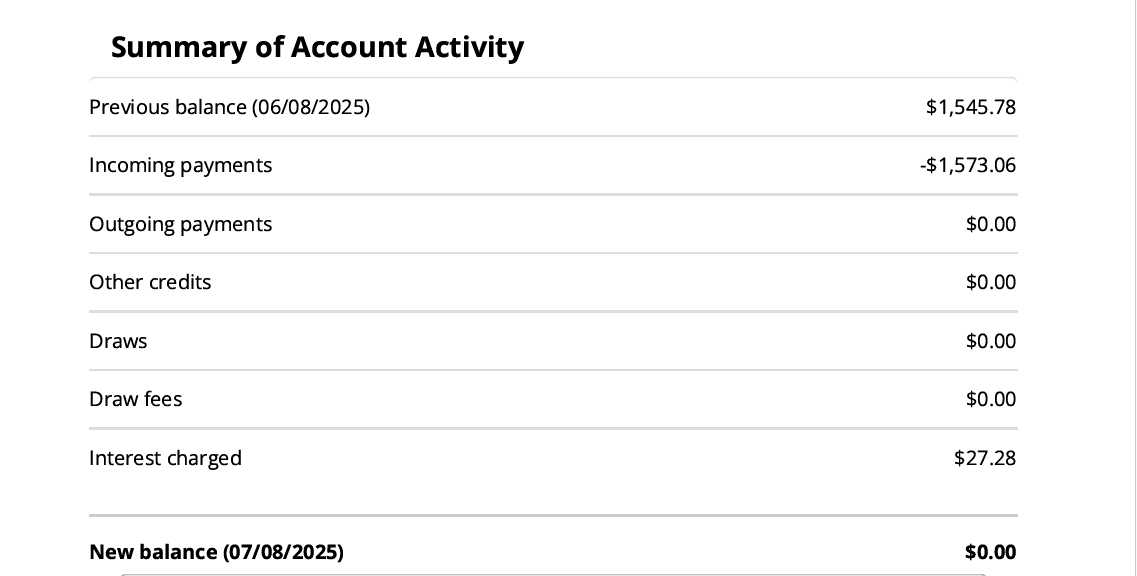 Summary of Account Activity
Previous balance (06/08/2025) $1,545.78
Incoming payments -$1,573.06
Outgoing payments $0.00
Other credits $0.00
Draws $0.00
Draw fees $0.00
Interest charged $27.28
New balance (07/08/2025) $0.00